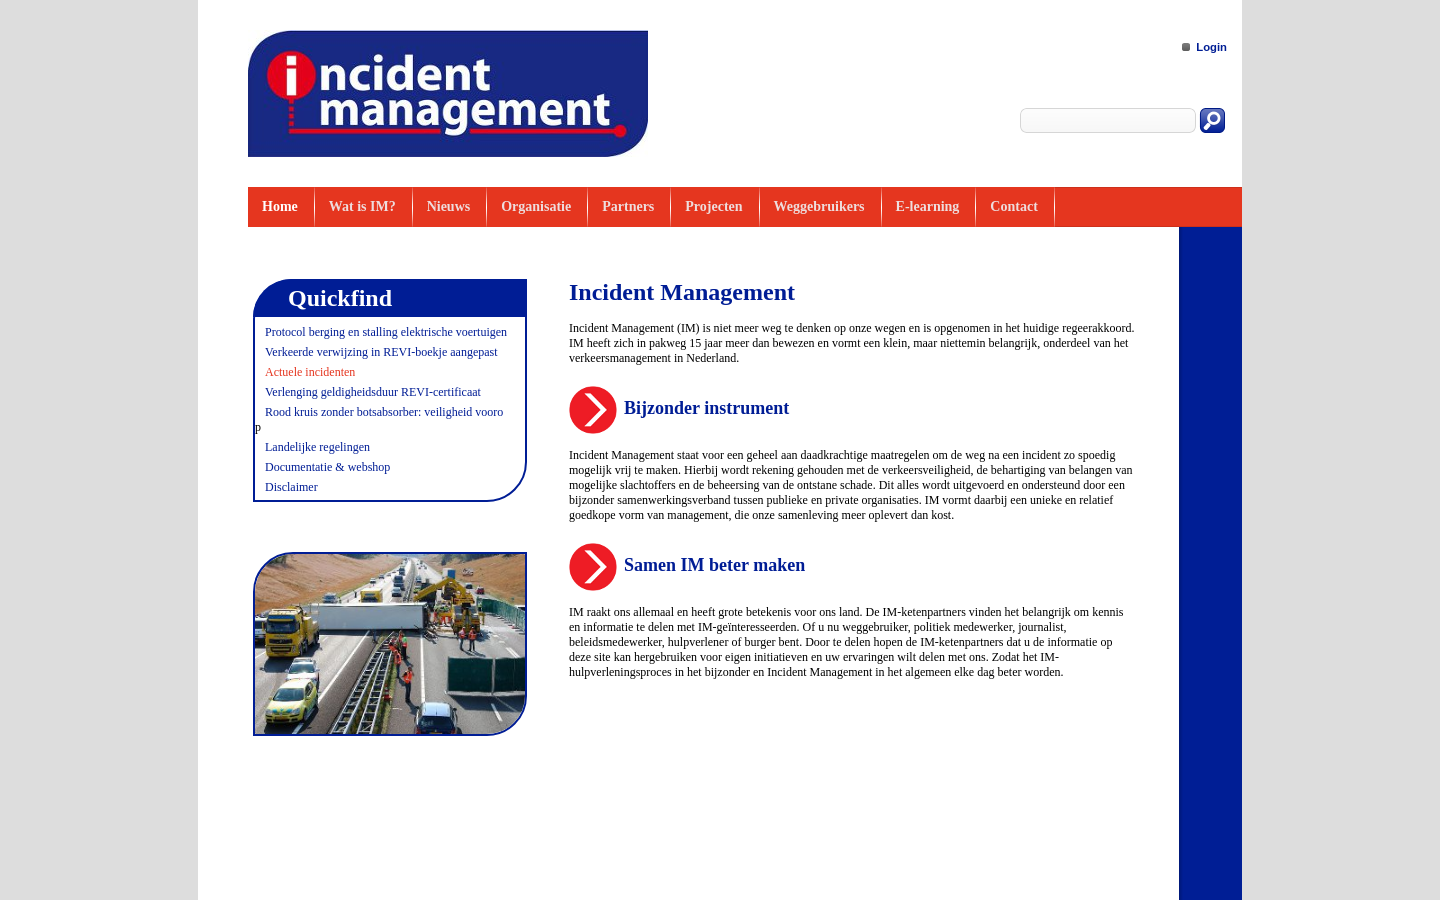 incident
management
Login
Home
Wat is IM?
Nieuws
Organisatie
Partners
Projecten
Weggebruikers
E-learning
Contact
Quickfind
Protocol berging en stalling elektrische voertuigen
Verkeerde verwijzing in REVI-boekje aangepast
Actuele incidenten
Verlenging geldigheidsduur REVI-certificaat
Rood kruis zonder botsabsorber: veiligheid vooro
p
Landelijke regelingen
Documentatie & webshop
Disclaimer
Incident Management
Incident Management (IM) is niet meer weg te denken op onze wegen en is opgenomen in het huidige regeerakkoord.
IM heeft zich in pakweg 15 jaar meer dan bewezen en vormt een klein, maar niettemin belangrijk, onderdeel van het
verkeersmanagement in Nederland.
Bijzonder instrument
Incident Management staat voor een geheel aan daadkrachtige maatregelen om de weg na een incident zo spoedig
mogelijk vrij te maken. Hierbij wordt rekening gehouden met de verkeersveiligheid, de behartiging van belangen van
mogelijke slachtoffers en de beheersing van de ontstane schade. Dit alles wordt uitgevoerd en ondersteund door een
bijzonder samenwerkingsverband tussen publieke en private organisaties. IM vormt daarbij een unieke en relatief
goedkope vorm van management, die onze samenleving meer oplevert dan kost.
Samen IM beter maken
IM raakt ons allemaal en heeft grote betekenis voor ons land. De IM-ketenpartners vinden het belangrijk om kennis
en informatie te delen met IM-geïnteresseerden. Of u nu weggebruiker, politiek medewerker, journalist,
beleidsmedewerker, hulpverlener of burger bent. Door te delen hopen de IM-ketenpartners dat u de informatie op
deze site kan hergebruiken voor eigen initiatieven en uw ervaringen wilt delen met ons. Zodat het IM-
hulpverleningsproces in het bijzonder en Incident Management in het algemeen elke dag beter worden.